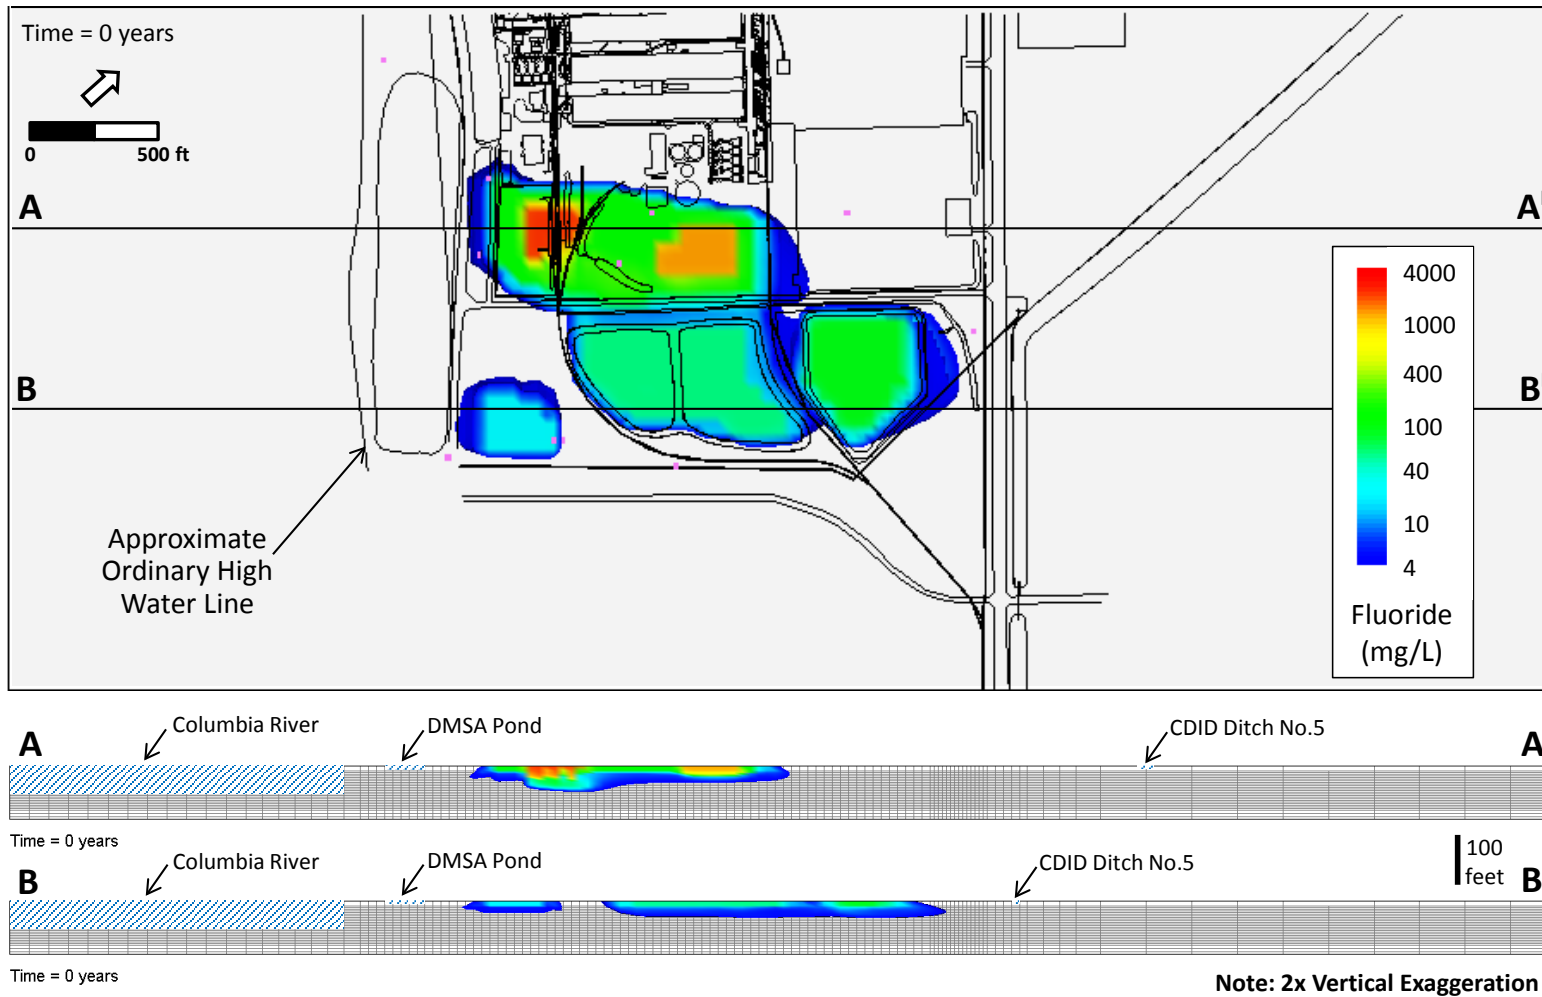 Time = 0 years
0 500 ft
A A'
B B'
Approximate
Ordinary High
Water Line
4000
1000
400
100
40
10
4
Fluoride
(mg/L)
A Columbia River DMSA Pond CDID Ditch No.5 A
Time = 0 years
100
feet
B Columbia River DMSA Pond CDID Ditch No.5 B
Time = 0 years
Note: 2x Vertical Exaggeration